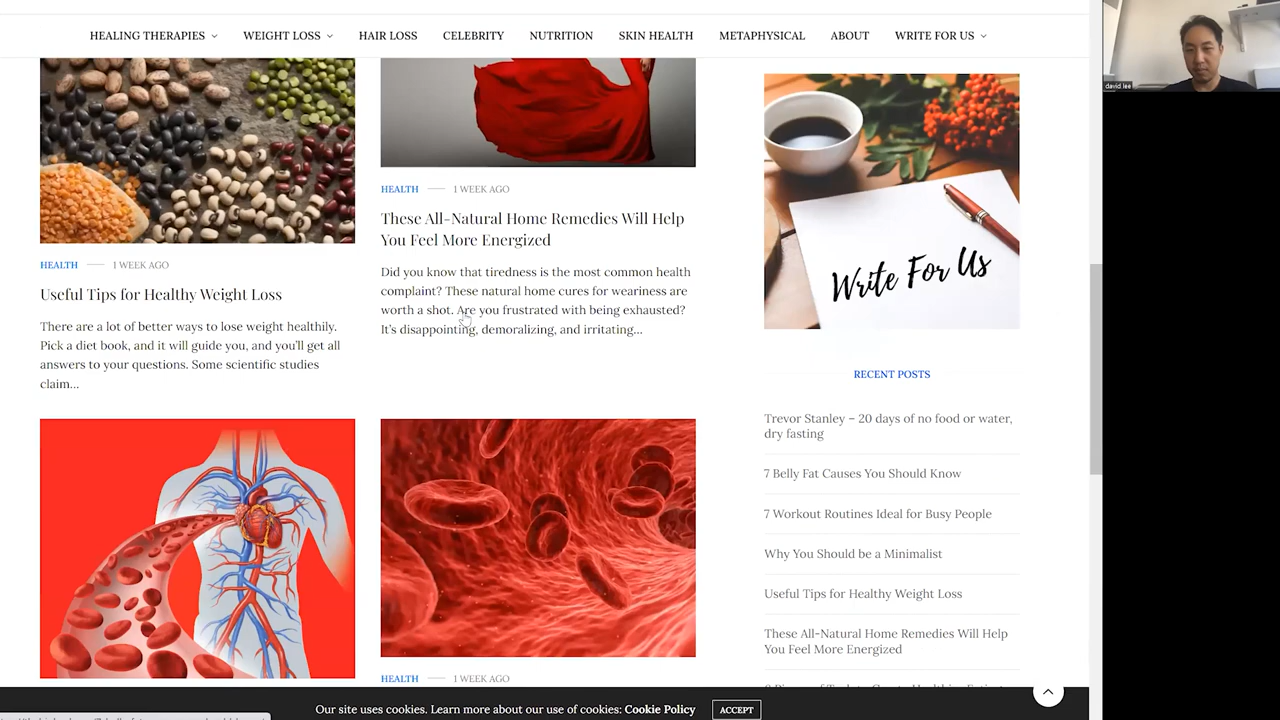 HEALING THERAPIES
WEIGHT LOSS
HAIR LOSS
CELEBRITY
NUTRITION
SKIN HEALTH
METAPHYSICAL
ABOUT
WRITE FOR US
david lee
HEALTH
1 WEEK AGO
Useful Tips for Healthy Weight Loss
There are a lot of better ways to lose weight healthily.
Pick a diet book, and it will guide you, and you'll get all
answers to your questions. Some scientific studies
claim…
HEALTH
1 WEEK AGO
These All-Natural Home Remedies Will Help
You Feel More Energized
Did you know that tiredness is the most common health
complaint? These natural home cures for weariness are
worth a shot. Are you frustrated with being exhausted?
It's disappointing, demoralizing, and irritating…
HEALTH
1 WEEK AGO
Write For Us
RECENT POSTS
Trevor Stanley – 20 days of no food or water,
dry fasting
7 Belly Fat Causes You Should Know
7 Workout Routines Ideal for Busy People
Why You Should be a Minimalist
Useful Tips for Healthy Weight Loss
These All-Natural Home Remedies Will Help
You Feel More Energized
Our site uses cookies. Learn more about our use of cookies: Cookie Policy
ACCEPT